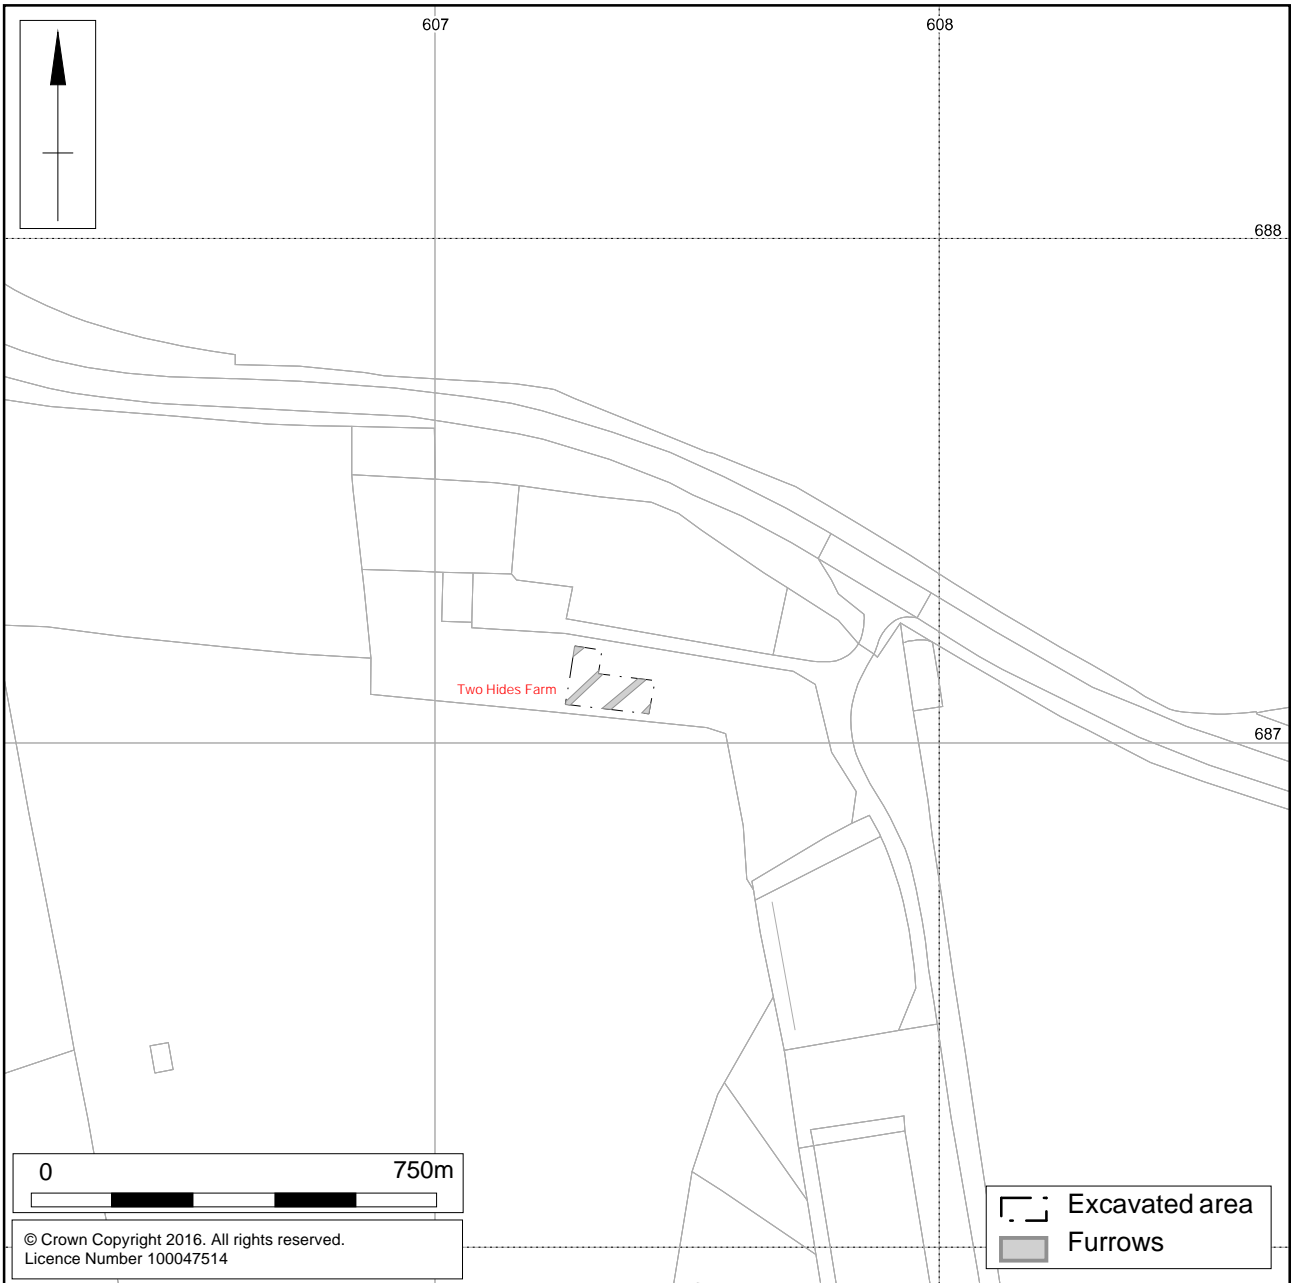 607
608
688
Two Hides Farm
687
0
750m
© Crown Copyright 2016. All rights reserved.
Licence Number 100047514
Excavated area
Furrows